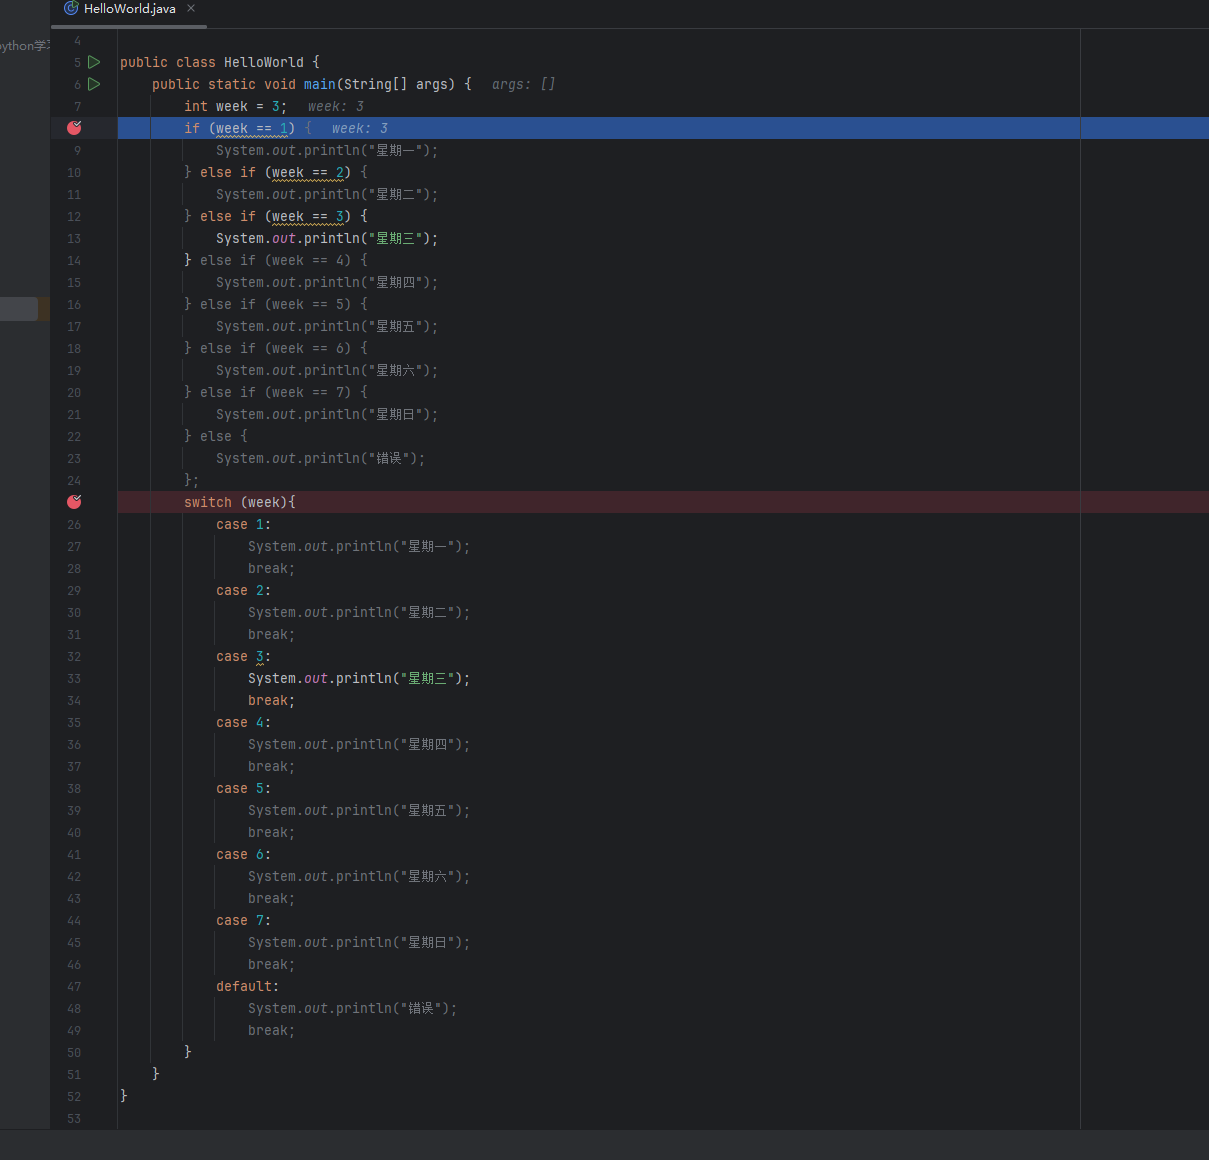 HelloWorld.java
ython学习
4
5 public class HelloWorld {
6 public static void main(String[] args) { args: []
7 int week = 3; week: 3
if (week == 1) { week: 3
9 System.out.println("星期一");
10 } else if (week == 2) {
11 System.out.println("星期二");
12 } else if (week == 3) {
13 System.out.println("星期三");
14 } else if (week == 4) {
15 System.out.println("星期四");
16 } else if (week == 5) {
17 System.out.println("星期五");
18 } else if (week == 6) {
19 System.out.println("星期六");
20 } else if (week == 7) {
21 System.out.println("星期日");
22 } else {
23 System.out.println("错误");
24 };
switch (week){
26 case 1:
27 System.out.println("星期一");
28 break;
29 case 2:
30 System.out.println("星期二");
31 break;
32 case 3:
33 System.out.println("星期三");
34 break;
35 case 4:
36 System.out.println("星期四");
37 break;
38 case 5:
39 System.out.println("星期五");
40 break;
41 case 6:
42 System.out.println("星期六");
43 break;
44 case 7:
45 System.out.println("星期日");
46 break;
47 default:
48 System.out.println("错误");
49 break;
50 }
51 }
52 }
53